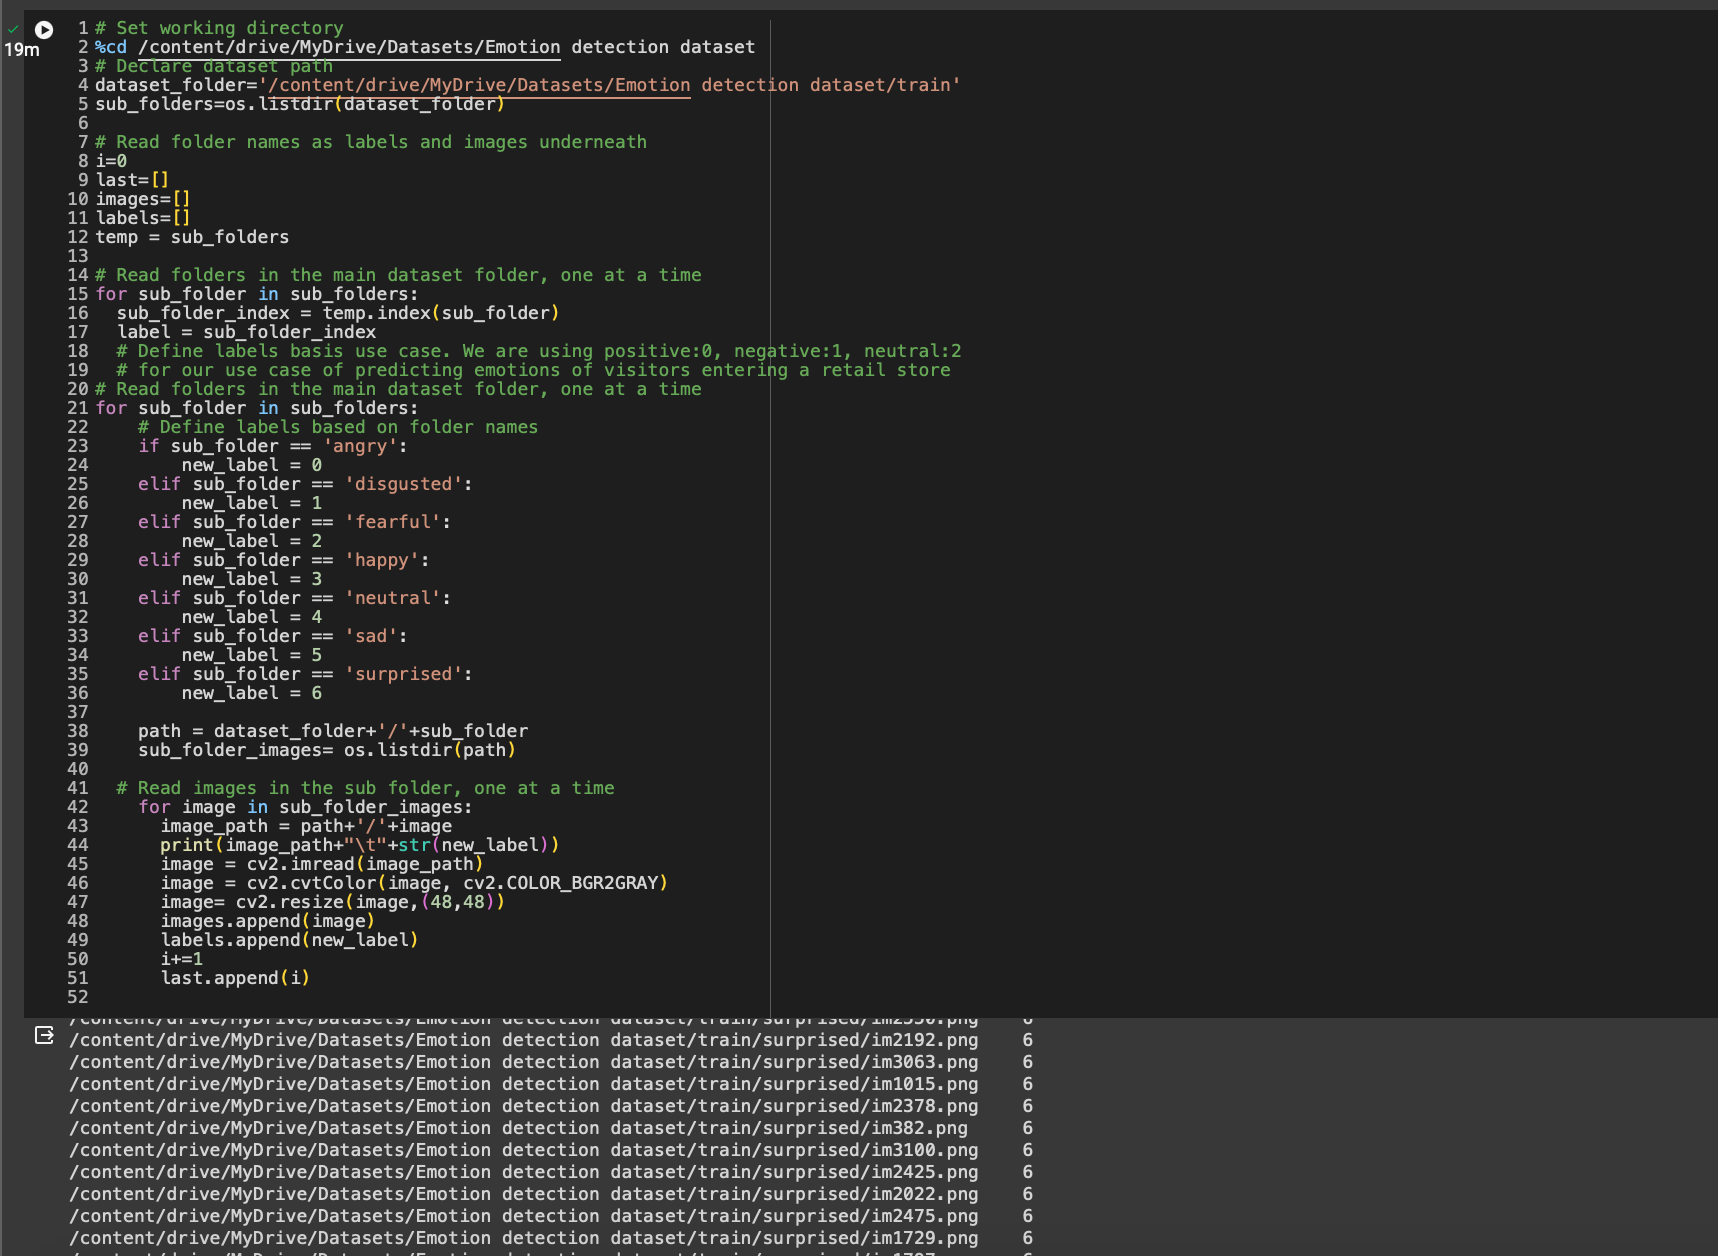 19m
1 # Set working directory
2 %cd /content/drive/MyDrive/Datasets/Emotion detection dataset
3 # Declare dataset path
4 dataset_folder='/content/drive/MyDrive/Datasets/Emotion detection dataset/train'
5 sub_folders=os.listdir(dataset_folder)
6
7 # Read folder names as labels and images underneath
8 i=0
9 last=[]
10 images=[]
11 labels=[]
12 temp = sub_folders
13
14 # Read folders in the main dataset folder, one at a time
15 for sub_folder in sub_folders:
16   sub_folder_index = temp.index(sub_folder)
17   label = sub_folder_index
18   # Define labels basis use case. We are using positive:0, negative:1, neutral:2
19   # for our use case of predicting emotions of visitors entering a retail store
20 # Read folders in the main dataset folder, one at a time
21 for sub_folder in sub_folders:
22     # Define labels based on folder names
23     if sub_folder == 'angry':
24         new_label = 0
25     elif sub_folder == 'disgusted':
26         new_label = 1
27     elif sub_folder == 'fearful':
28         new_label = 2
29     elif sub_folder == 'happy':
30         new_label = 3
31     elif sub_folder == 'neutral':
32         new_label = 4
33     elif sub_folder == 'sad':
34         new_label = 5
35     elif sub_folder == 'surprised':
36         new_label = 6
37
38     path = dataset_folder+'/'+sub_folder
39     sub_folder_images= os.listdir(path)
40
41   # Read images in the sub folder, one at a time
42     for image in sub_folder_images:
43       image_path = path+'/'+image
44       print(image_path+"\t"+str(new_label))
45       image = cv2.imread(image_path)
46       image = cv2.cvtColor(image, cv2.COLOR_BGR2GRAY)
47       image= cv2.resize(image,(48,48))
48       images.append(image)
49       labels.append(new_label)
50       i+=1
51       last.append(i)
52
/content/drive/MyDrive/Datasets/Emotion detection dataset/train/surprised/
/content/drive/MyDrive/Datasets/Emotion detection dataset/train/surprised/im2192.png    6
/content/drive/MyDrive/Datasets/Emotion detection dataset/train/surprised/im3063.png    6
/content/drive/MyDrive/Datasets/Emotion detection dataset/train/surprised/im1015.png    6
/content/drive/MyDrive/Datasets/Emotion detection dataset/train/surprised/im2378.png    6
/content/drive/MyDrive/Datasets/Emotion detection dataset/train/surprised/im382.png     6
/content/drive/MyDrive/Datasets/Emotion detection dataset/train/surprised/im3100.png    6
/content/drive/MyDrive/Datasets/Emotion detection dataset/train/surprised/im2425.png    6
/content/drive/MyDrive/Datasets/Emotion detection dataset/train/surprised/im2022.png    6
/content/drive/MyDrive/Datasets/Emotion detection dataset/train/surprised/im2475.png    6
/content/drive/MyDrive/Datasets/Emotion detection dataset/train/surprised/im1729.png    6